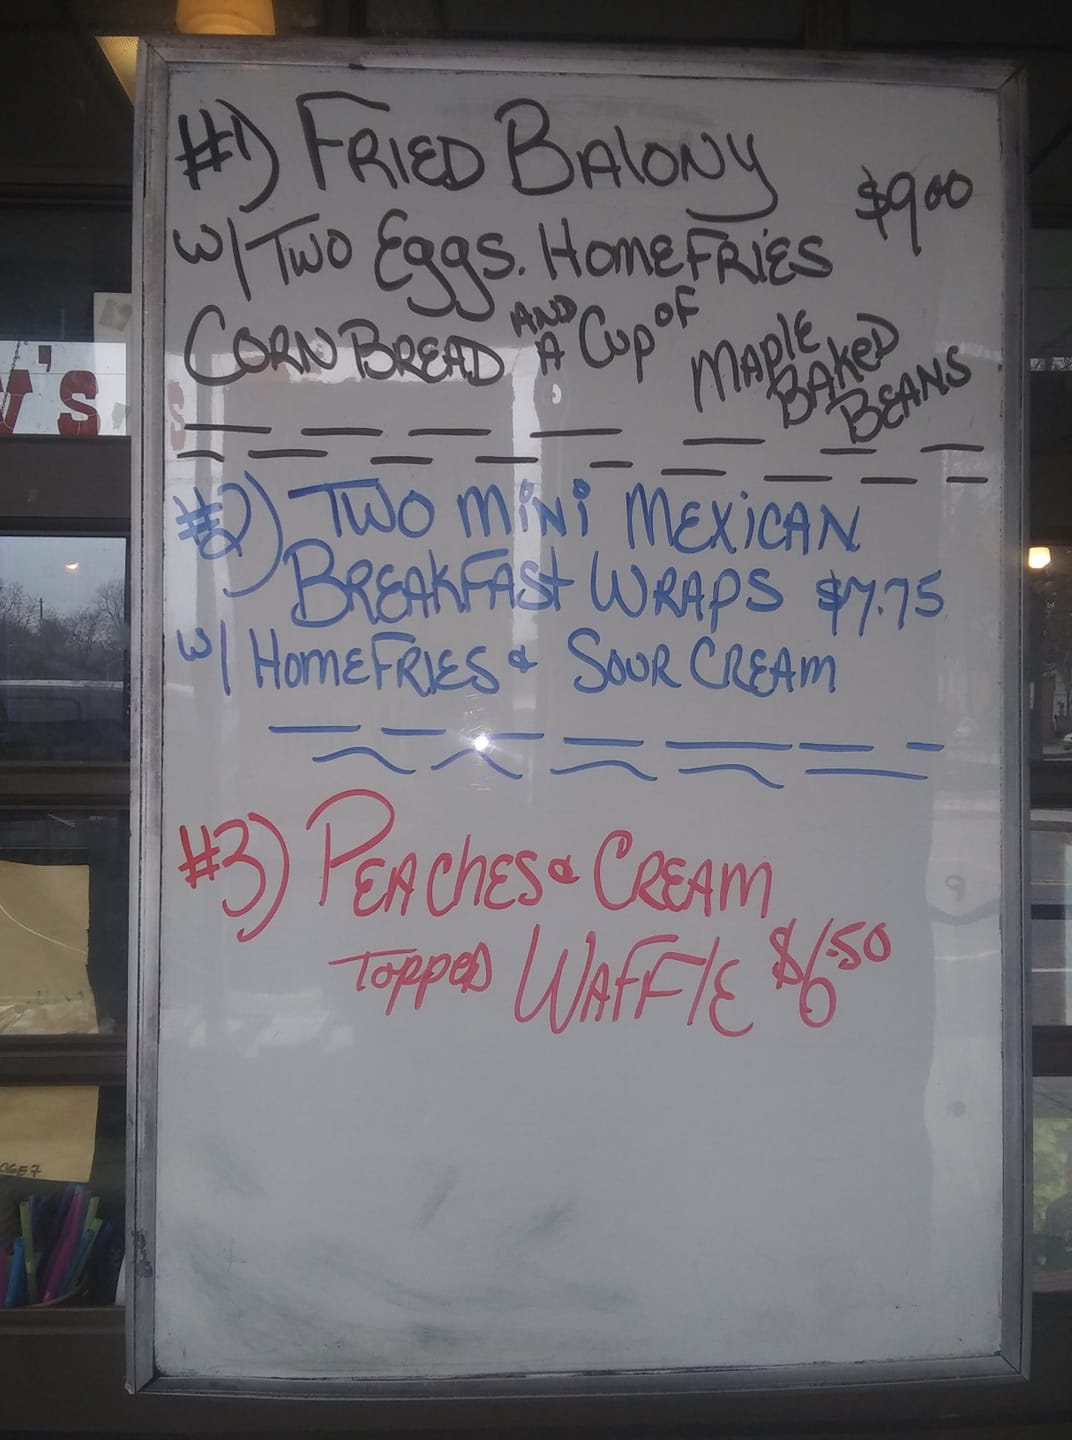 #1) FRIED BALONY $9.00
w/ TWO Eggs. HOMEFRIES
CORN BREAD AND A Cup OF MAPLE BAKED BEANS
#2) TWO MiNi MEXiCAN
BREAKFAST WRAPS $7.75
w/ HOMEFRIES & SOUR CREAM
#3) PEACHES & CREAM
TOPPED WAFFLE $6.50
'S